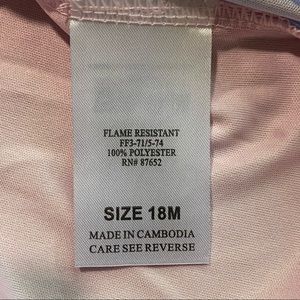 FLAME RESISTANT
FF3-71/5-74
100% POLYESTER
RN# 87652
SIZE 18M
MADE IN CAMBODIA
CARE SEE REVERSE